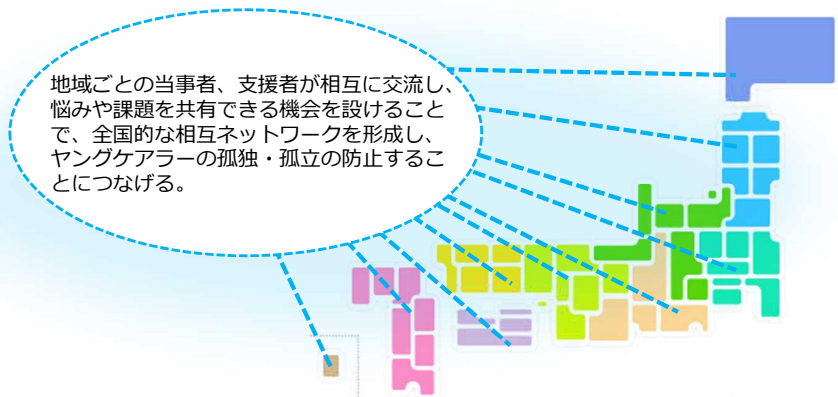 地域ごとの当事者、支援者が相互に交流し、
悩みや課題を共有できる機会を設けること
で、全国的な相互ネットワークを形成し、
ヤングケアラーの孤独・孤立の防止するこ
とにつなげる。